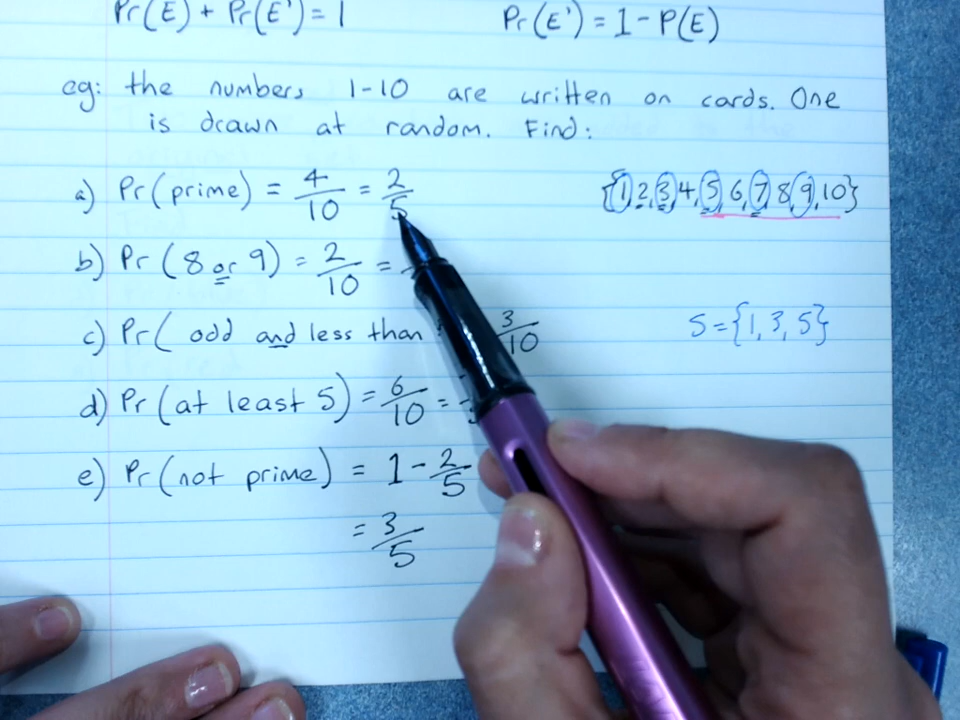 Pr(E) + Pr(E') = 1
Pr(E') = 1 - P(E)
eg: the numbers 1-10 are written on cards. One
is drawn at random. Find:
a) Pr(prime) = 4/10 = 2/5
{1, 2, 3, 4, 5, 6, 7, 8, 9, 10}
b) Pr(8 or 9) = 2/10 =
c) Pr( odd and less than 3/10
S = {1, 3, 5}
d) Pr(at least 5) = 6/10 =
e) Pr(not prime) = 1 - 2/5
= 3/5